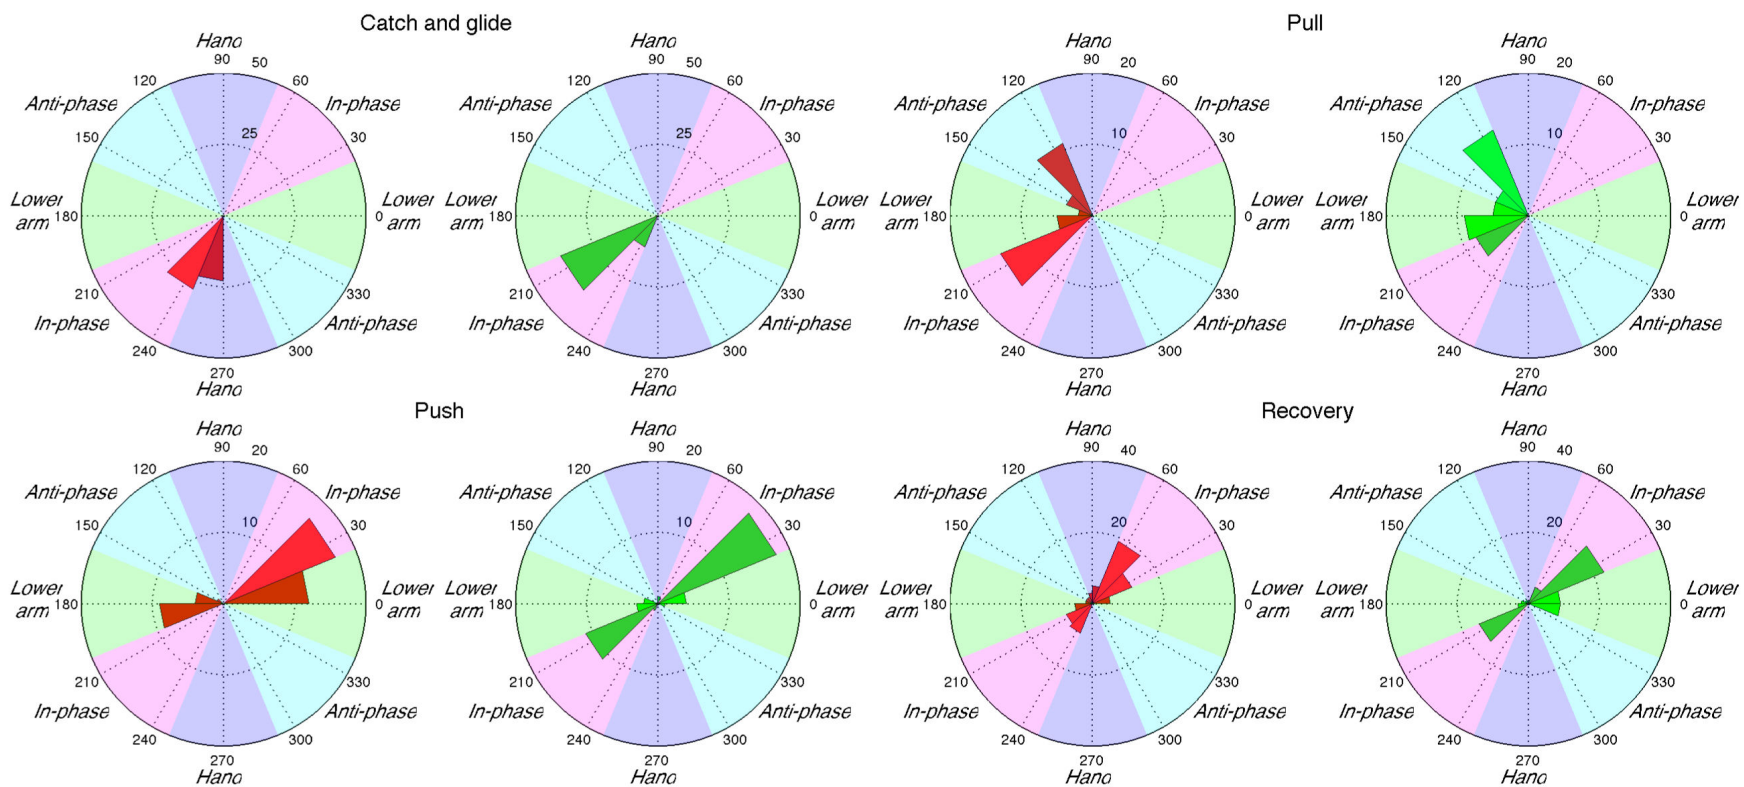 Catch and glide
Pull
Hand
Hand
Hand
Hand
90 50
90 50
90 20
90 20
120 60
120 60
120 60
120 60
Anti-phase In-phase
Anti-phase In-phase
Anti-phase In-phase
Anti-phase In-phase
150 25 30
150 25 30
150 10 30
150 10 30
Lower Lower
arm 180 0 arm
Lower Lower
arm 180 0 arm
Lower Lower
arm 180 0 arm
Lower Lower
arm 180 0 arm
210 330
210 330
210 330
210 330
In-phase Anti-phase
In-phase Anti-phase
In-phase Anti-phase
In-phase Anti-phase
240 300
240 300
240 300
240 300
270
270
270
270
Hand
Hand
Hand
Hand
Push
Recovery
Hand
Hand
Hand
Hand
90 20
90 20
90 40
90 40
120 60
120 60
120 60
120 60
Anti-phase In-phase
Anti-phase In-phase
Anti-phase In-phase
Anti-phase In-phase
150 10 30
150 10 30
150 20 30
150 20 30
Lower Lower
arm 180 0 arm
Lower Lower
arm 180 0 arm
Lower Lower
arm 180 0 arm
Lower Lower
arm 180 0 arm
210 330
210 330
210 330
210 330
In-phase Anti-phase
In-phase Anti-phase
In-phase Anti-phase
In-phase Anti-phase
240 300
240 300
240 300
240 300
270
270
270
270
Hand
Hand
Hand
Hand